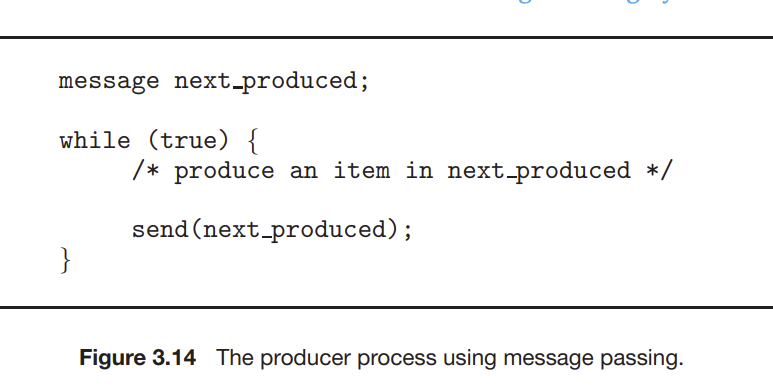 message next_produced;
while (true) {
/* produce an item in next_produced */
send(next_produced);
}
Figure 3.14 The producer process using message passing.